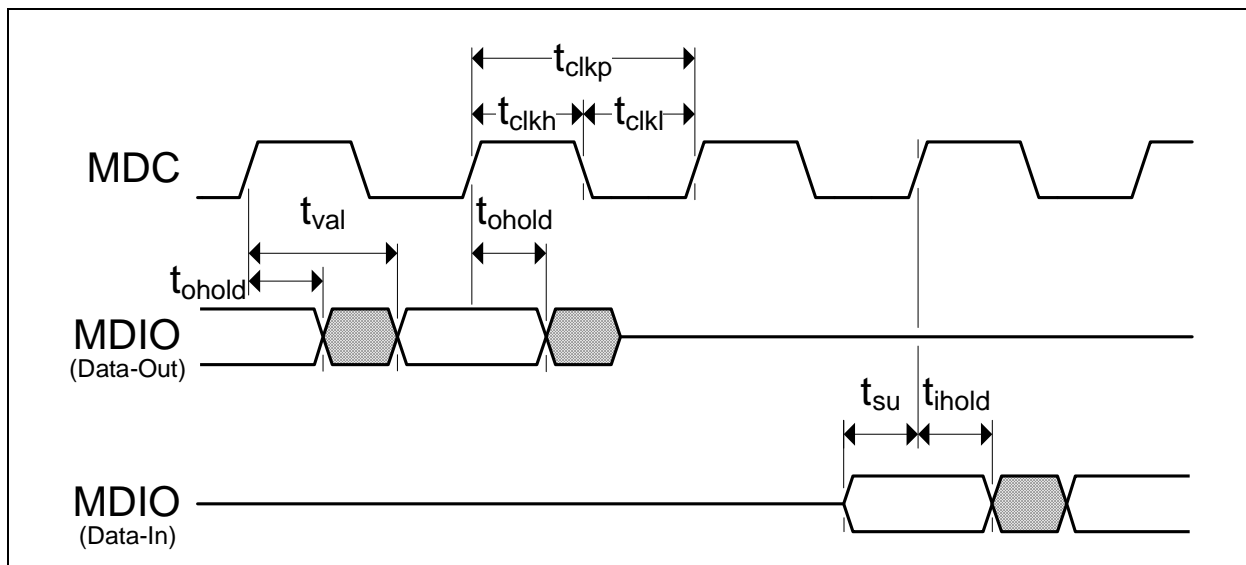 tclkp
tclkh tclkl
MDC
tval tohold
tohold
MDIO
(Data-Out)
tsu tihold
MDIO
(Data-In)